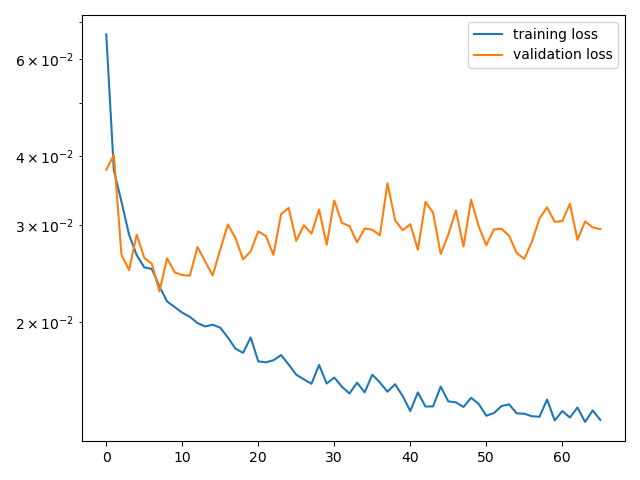 training loss
validation loss
6 × 10⁻²
4 × 10⁻²
3 × 10⁻²
2 × 10⁻²
0 10 20 30 40 50 60